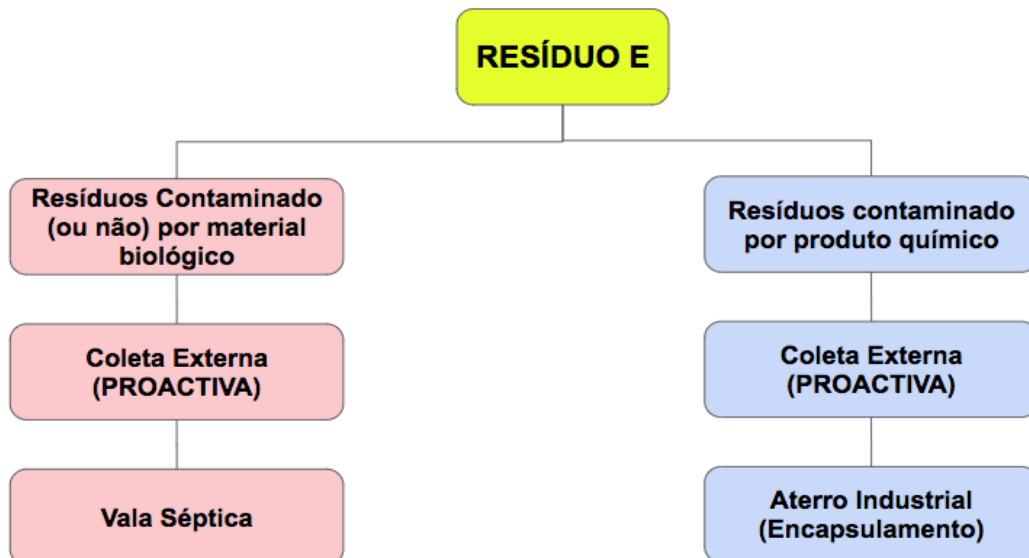 RESÍDUO E
Resíduos Contaminado
(ou não) por material
biológico
Resíduos contaminado
por produto químico
Coleta Externa
(PROACTIVA)
Coleta Externa
(PROACTIVA)
Vala Séptica
Aterro Industrial
(Encapsulamento)